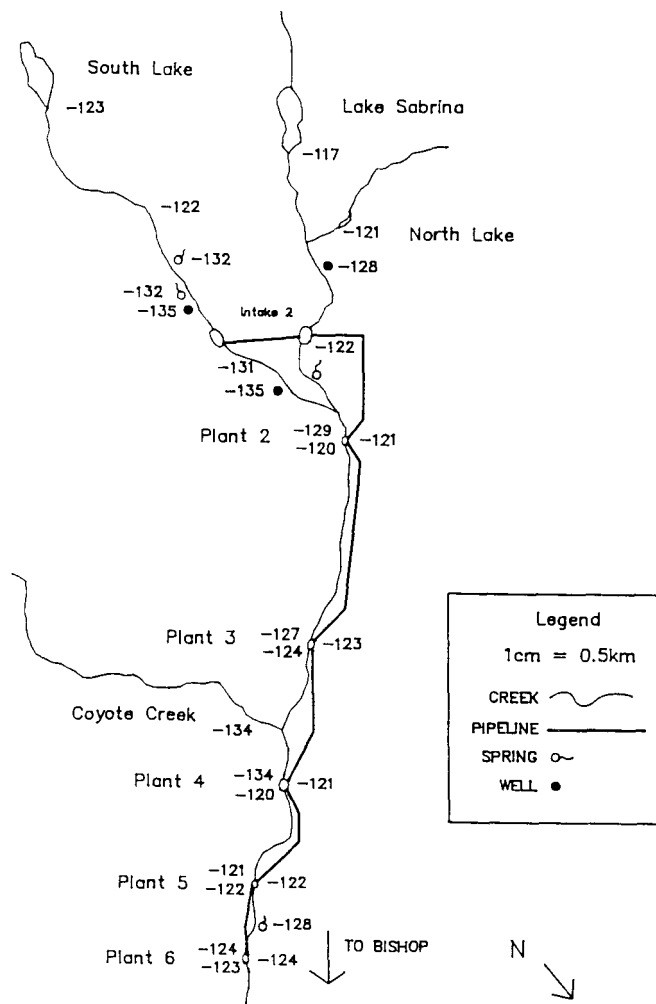 South Lake
-123
Lake Sabrina
-117
-122
-121
North Lake
-132
-128
-132
-135
Intake 2
-122
-131
-135
Plant 2
-129
-120
-121
Plant 3
-127
-124
-123
Coyote Creek
-134
Plant 4
-134
-120
-121
Plant 5
-121
-122
-122
-128
Plant 6
-124
-123
-124
TO BISHOP
N
Legend
1cm = 0.5km
CREEK
PIPELINE
SPRING
WELL